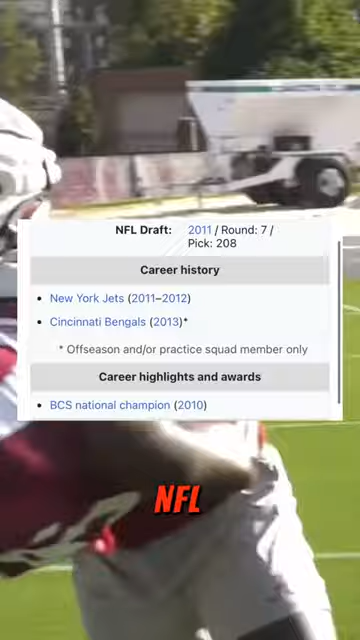 NFL Draft: 2011 / Round: 7 /
Pick: 208
Career history
• New York Jets (2011–2012)
• Cincinnati Bengals (2013)*
* Offseason and/or practice squad member only
Career highlights and awards
• BCS national champion (2010)
NFL